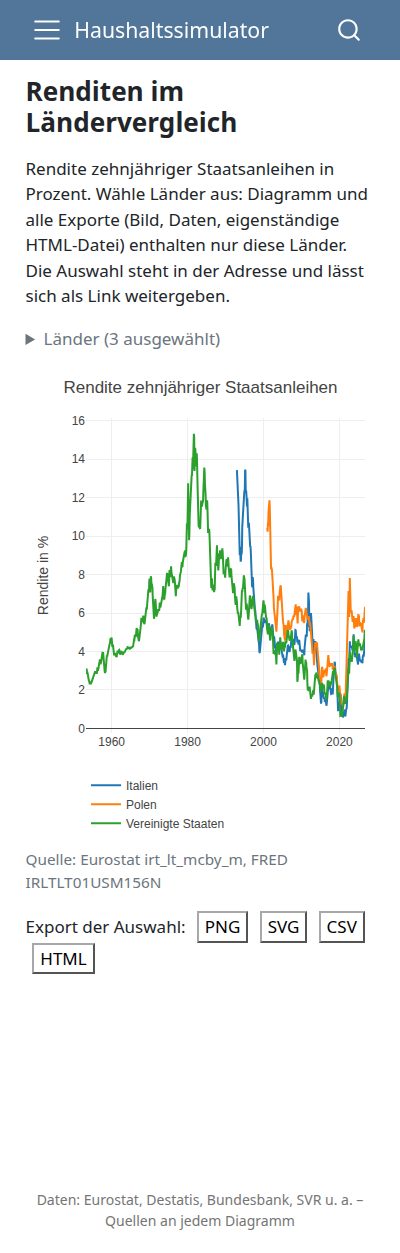 Haushaltssimulator
Renditen im
Ländervergleich
Rendite zehnjähriger Staatsanleihen in
Prozent. Wähle Länder aus: Diagramm und
alle Exporte (Bild, Daten, eigenständige
HTML-Datei) enthalten nur diese Länder.
Die Auswahl steht in der Adresse und lässt
sich als Link weitergeben.
Länder (3 ausgewählt)
Rendite zehnjähriger Staatsanleihen
Rendite in %
16
14
12
10
8
6
4
2
0
1960 1980 2000 2020
Italien
Polen
Vereinigte Staaten
Quelle: Eurostat irt_lt_mcby_m, FRED
IRLTLT01USM156N
Export der Auswahl: PNG SVG CSV
HTML
Daten: Eurostat, Destatis, Bundesbank, SVR u. a. –
Quellen an jedem Diagramm